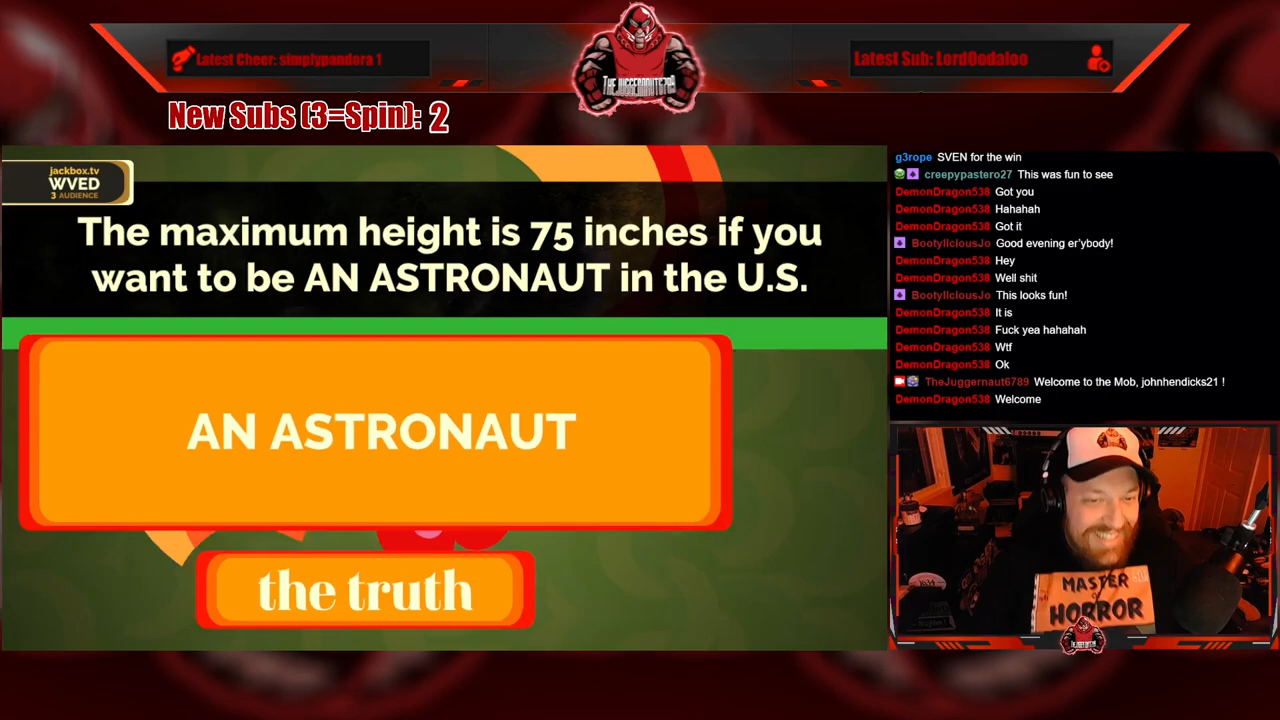 Latest Cheer: simplypandora 1
THEJUGGERNAUT6789
Latest Sub: LordOodaloo
New Subs (3=Spin): 2
jackbox.tv
WVED
3 AUDIENCE
The maximum height is 75 inches if you
want to be AN ASTRONAUT in the U.S.
AN ASTRONAUT
the truth
g3rope SVEN for the win
creepypastero27 This was fun to see
DemonDragon538 Got you
DemonDragon538 Hahahah
DemonDragon538 Got it
BootyliciousJo Good evening er'ybody!
DemonDragon538 Hey
DemonDragon538 Well shit
BootyliciousJo This looks fun!
DemonDragon538 It is
DemonDragon538 Fuck yea hahahah
DemonDragon538 Wtf
DemonDragon538 Ok
TheJuggernaut6789 Welcome to the Mob, johnhendicks21 !
DemonDragon538 Welcome
MASTER
HORROR